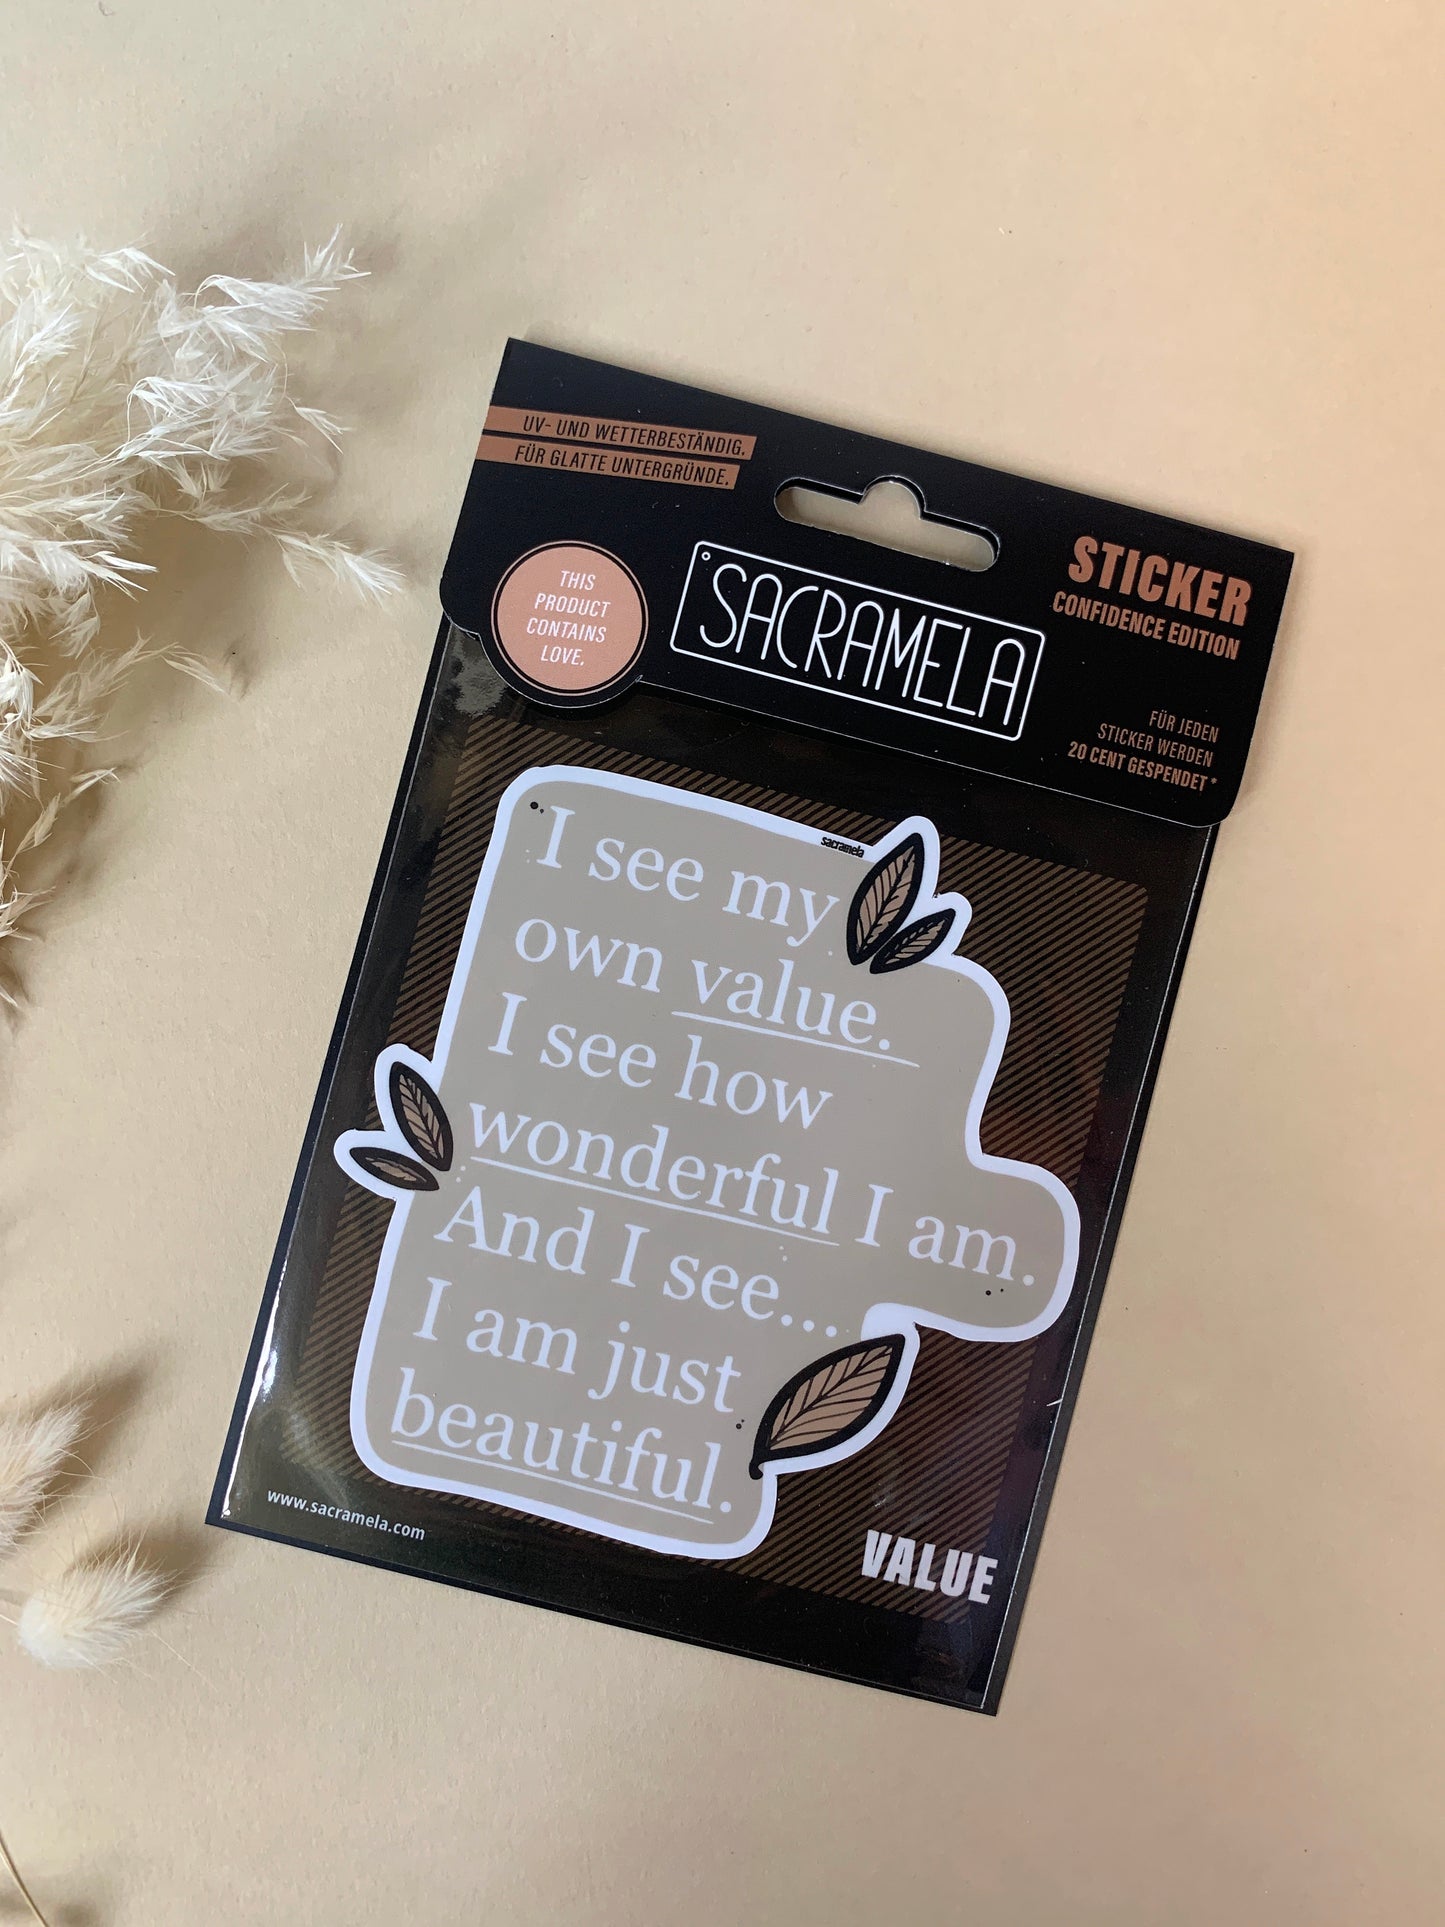 UV- UND WETTERBESTÄNDIG.
FÜR GLATTE UNTERGRÜNDE.
THIS
PRODUCT
CONTAINS
LOVE.
SACRAMELA
STICKER
CONFIDENCE EDITION
FÜR JEDEN
STICKER WERDEN
20 CENT GESPENDET*
sacramela
I see my
own value.
I see how
wonderful I am.
And I see...
I am just
beautiful.
www.sacramela.com
VALUE